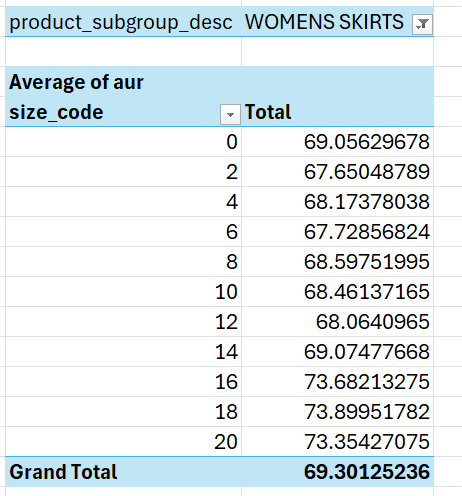 product_subgroup_desc WOMENS SKIRTS
Average of aur
size_code Total
0 69.05629678
2 67.65048789
4 68.17378038
6 67.72856824
8 68.59751995
10 68.46137165
12 68.0640965
14 69.07477668
16 73.68213275
18 73.89951782
20 73.35427075
Grand Total 69.30125236